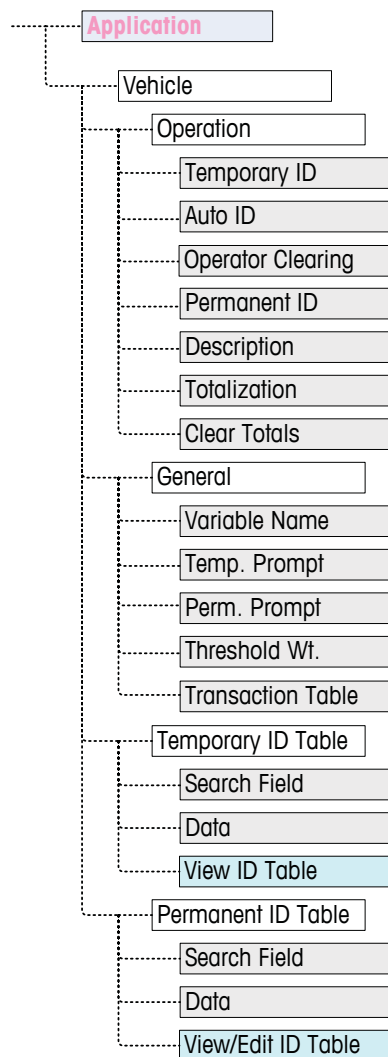 Application
Vehicle
Operation
Temporary ID
Auto ID
Operator Clearing
Permanent ID
Description
Totalization
Clear Totals
General
Variable Name
Temp. Prompt
Perm. Prompt
Threshold Wt.
Transaction Table
Temporary ID Table
Search Field
Data
View ID Table
Permanent ID Table
Search Field
Data
View/Edit ID Table